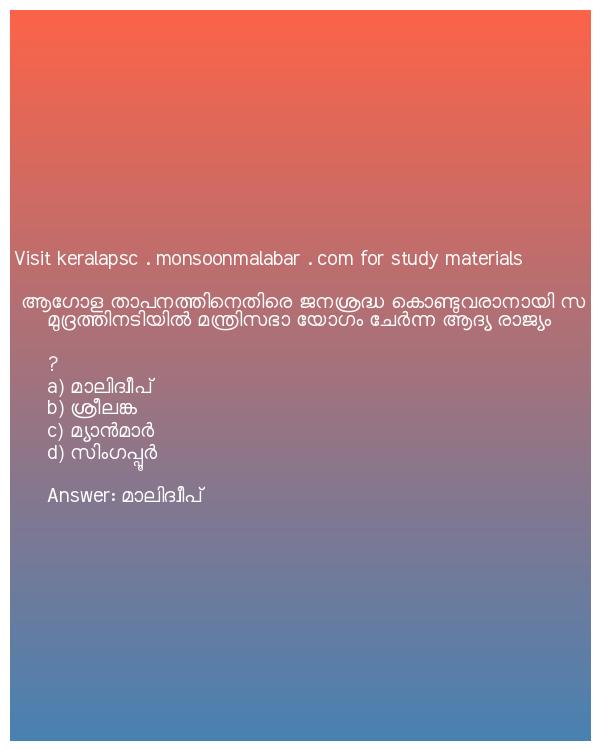 Visit keralapsc . monsoonmalabar . com for study materials
ആഗോള താപനത്തിനെതിരെ ജനശ്രദ്ധ കൊണ്ടുവരാനായി സ
മുദ്രത്തിനടിയിൽ മന്ത്രിസഭാ യോഗം ചേർന്ന ആദ്യ രാജ്യം
?
a) മാലിദ്വീപ്
b) ശ്രീലങ്ക
c) മ്യാൻമാർ
d) സിംഗപ്പൂർ
Answer: മാലിദ്വീപ്